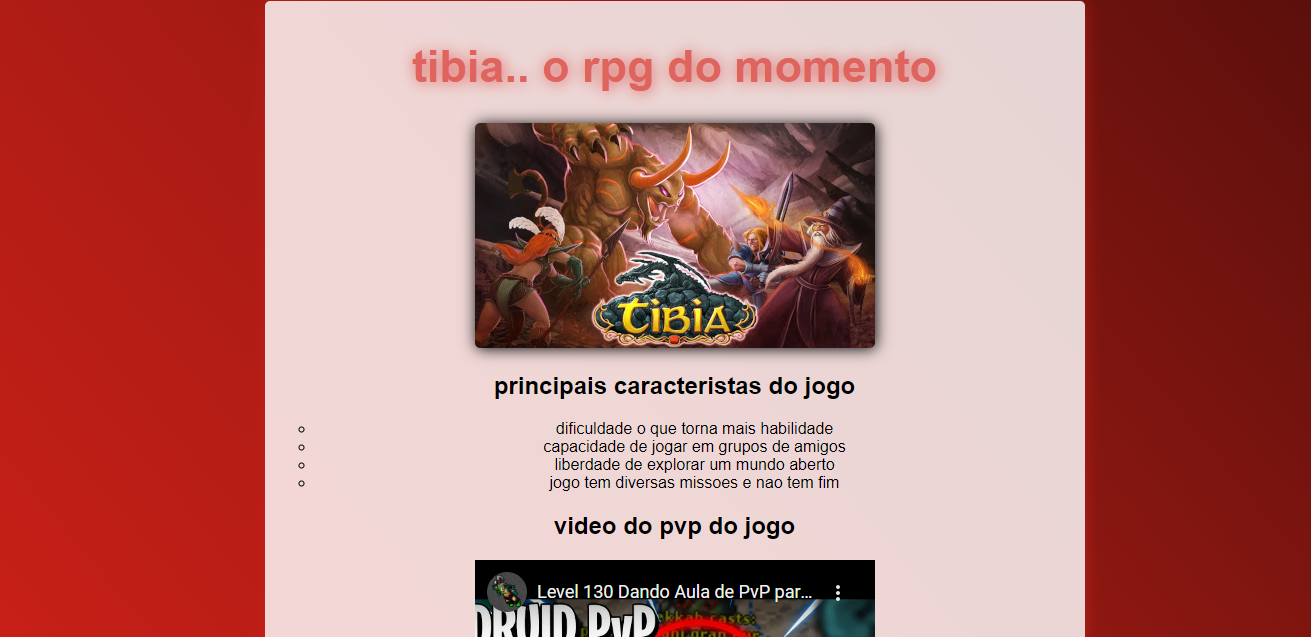 tibia.. o rpg do momento
TIBIA
principais caracteristas do jogo
dificuldade o que torna mais habilidade
capacidade de jogar em grupos de amigos
liberdade de explorar um mundo aberto
jogo tem diversas missoes e nao tem fim
video do pvp do jogo
Level 130 Dando Aula de PvP par...
DRUID PvP
casts: